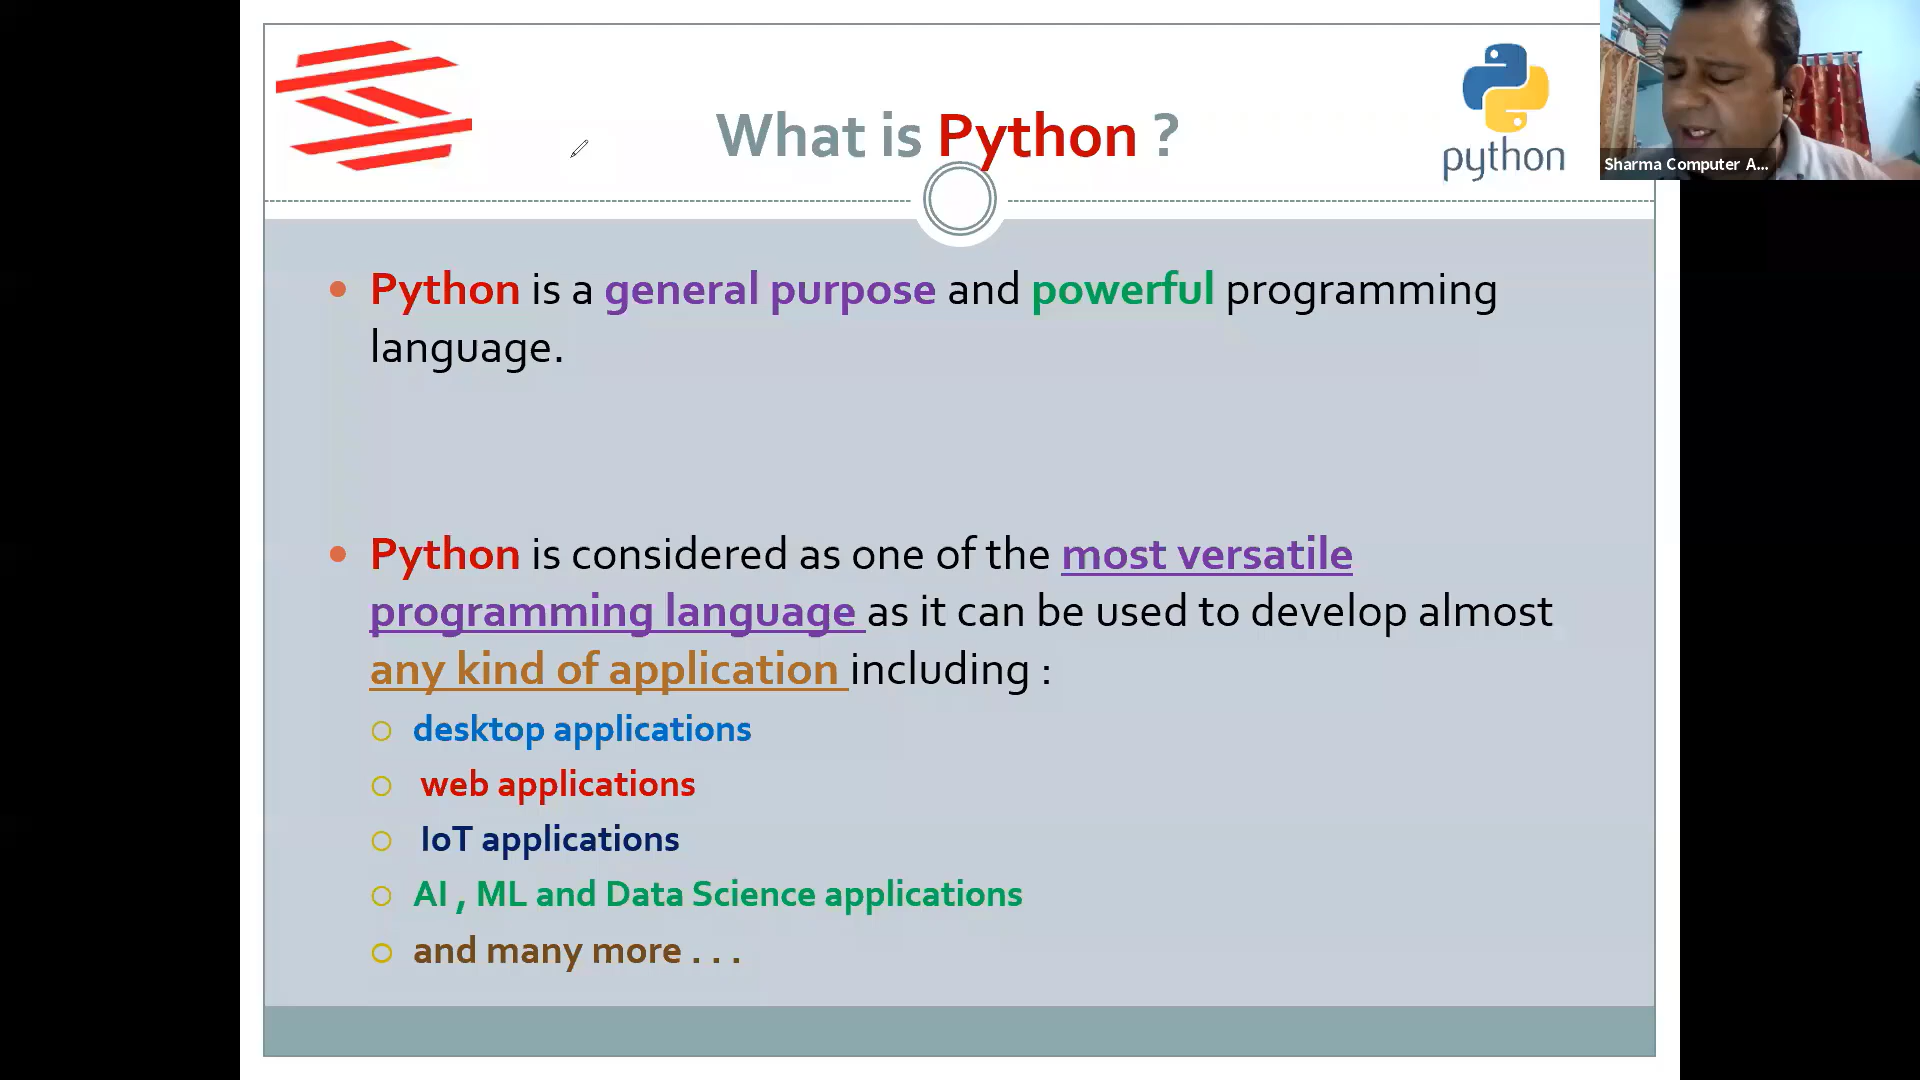 What is Python ?
python
Sharma Computer A...
Python is a general purpose and powerful programming
language.
Python is considered as one of the most versatile
programming language as it can be used to develop almost
any kind of application including :
desktop applications
web applications
IoT applications
AI , ML and Data Science applications
and many more . . .